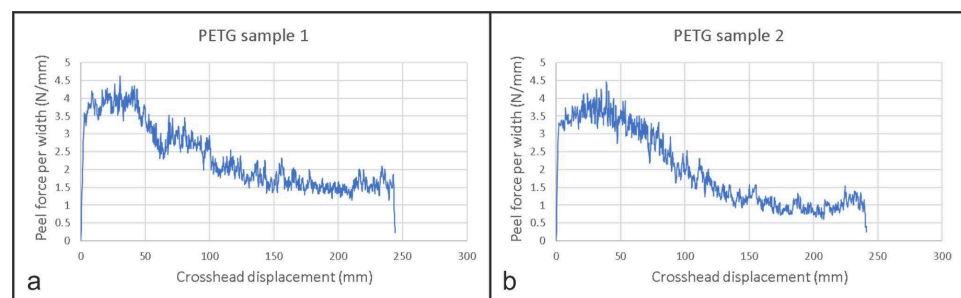 PETG sample 1
Peel force per width (N/mm)
5
4.5
4
3.5
3
2.5
2
1.5
1
0.5
0
0 50 100 150 200 250 300
Crosshead displacement (mm)
a
PETG sample 2
Peel force per width (N/mm)
5
4.5
4
3.5
3
2.5
2
1.5
1
0.5
0
0 50 100 150 200 250 300
Crosshead displacement (mm)
b